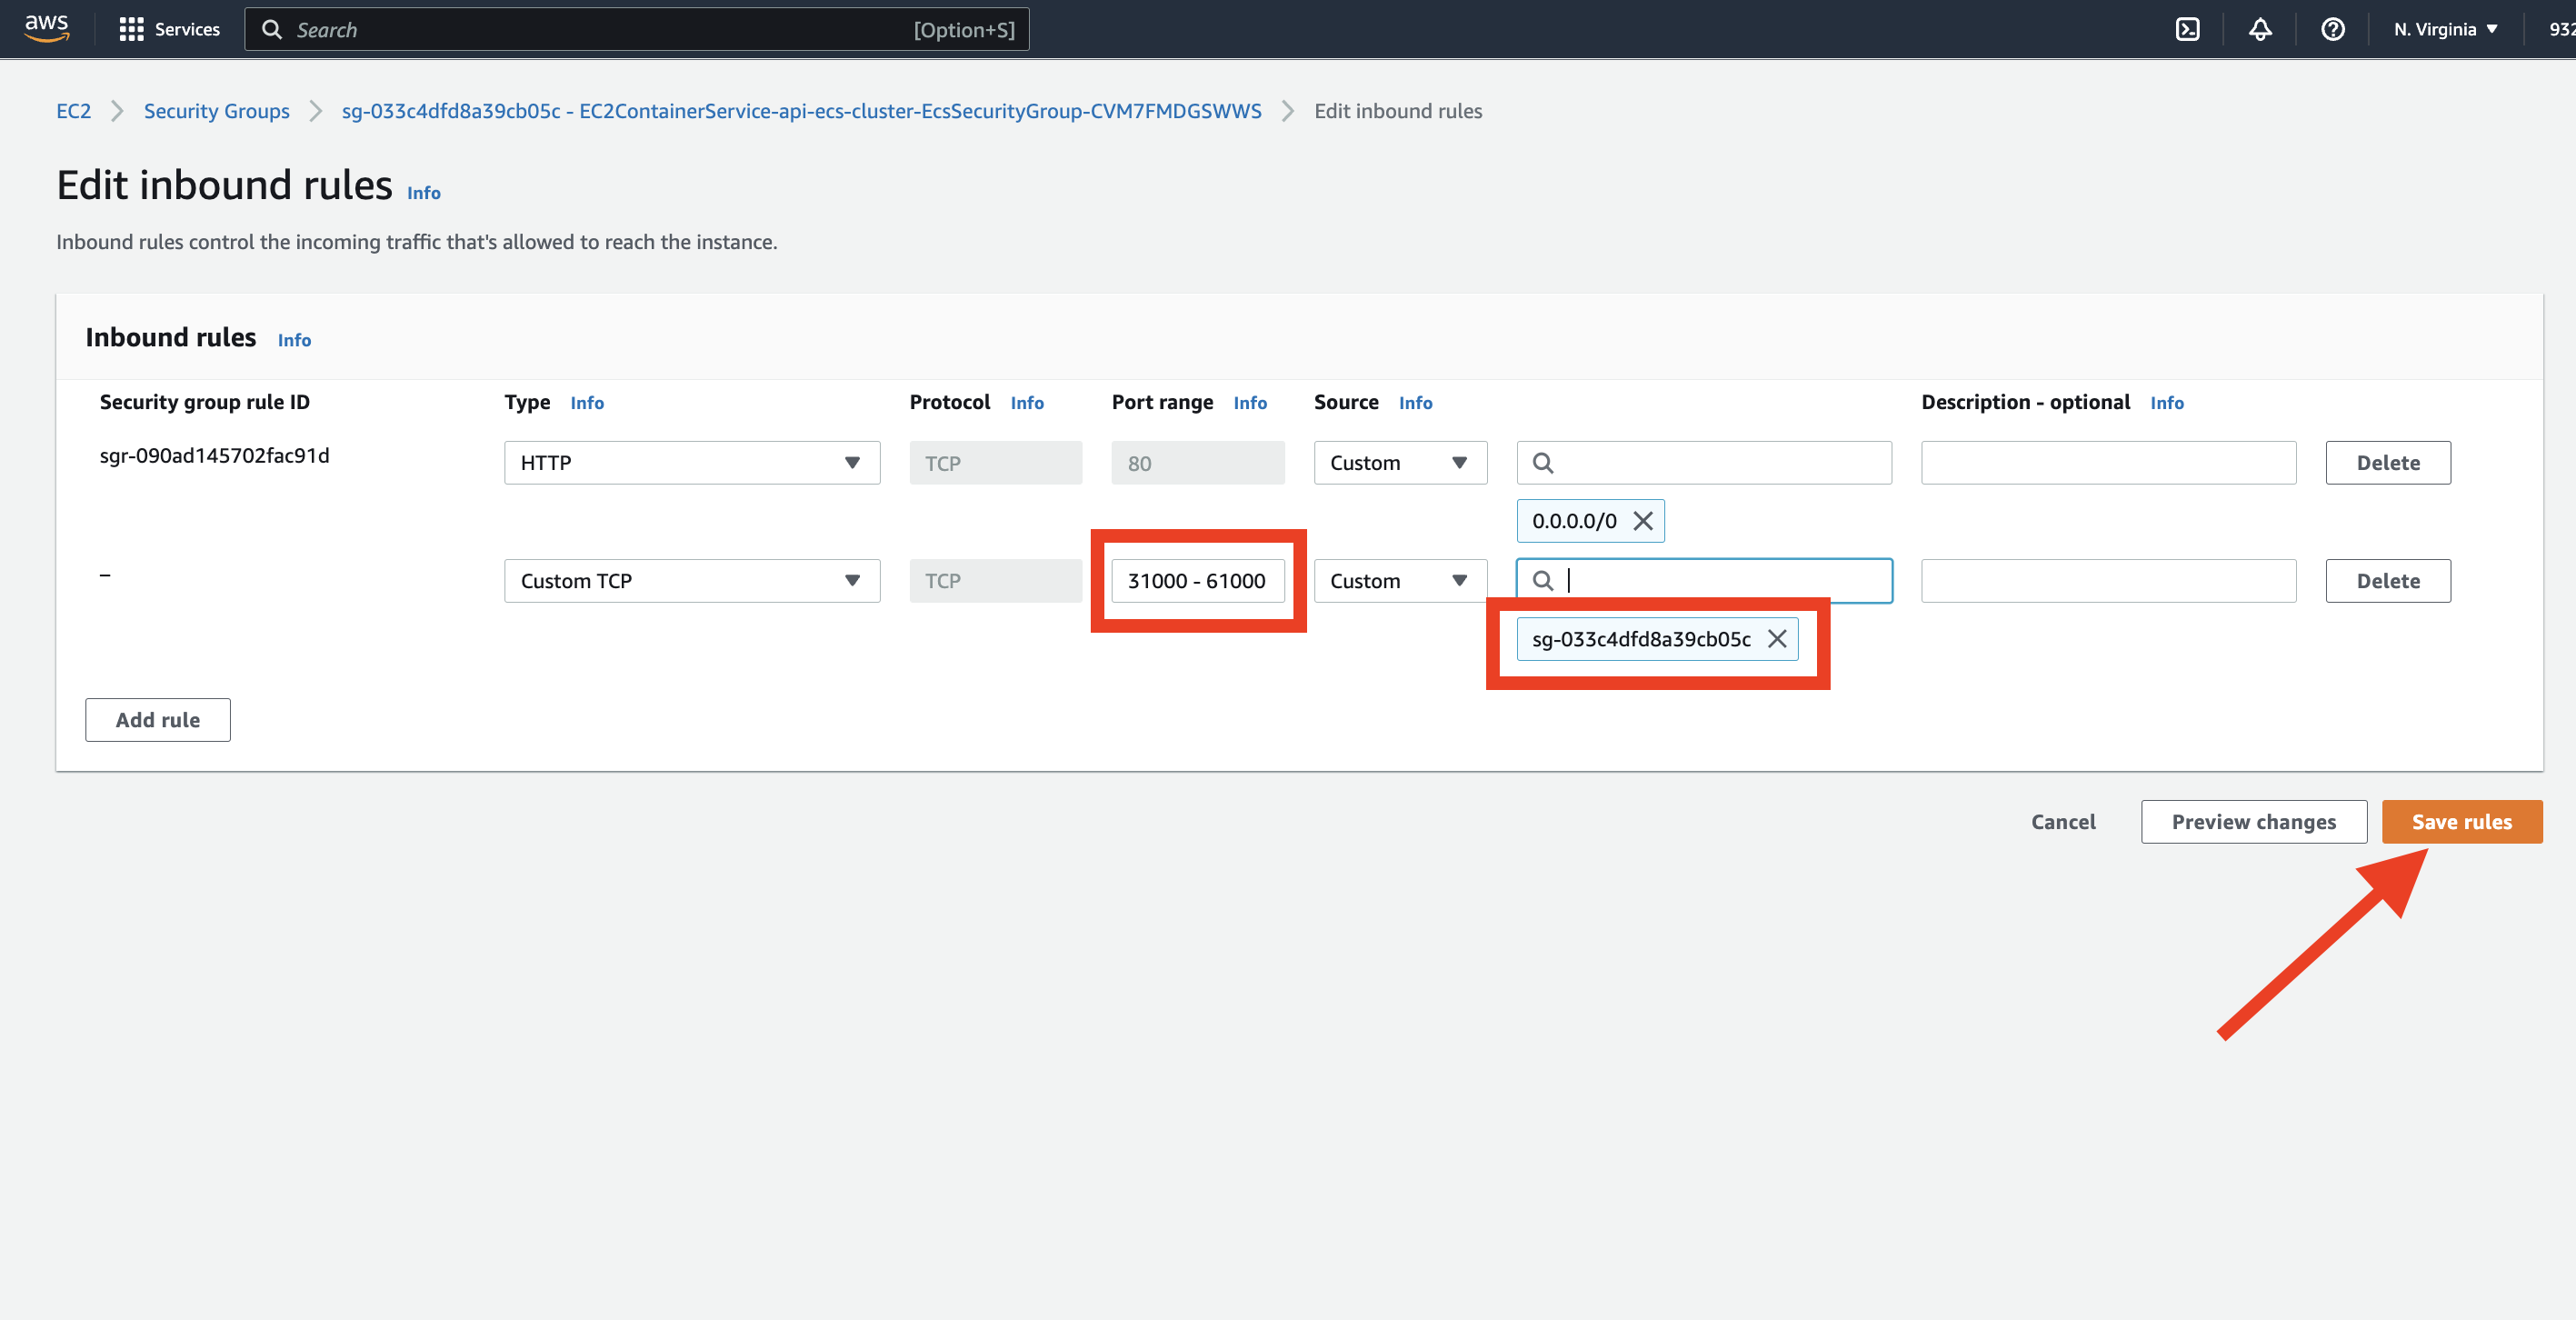 aws Services Search [Option+S] N. Virginia 932
EC2 Security Groups sg-033c4dfd8a39cb05c - EC2ContainerService-api-ecs-cluster-EcsSecurityGroup-CVM7FMDGSWWS Edit inbound rules
Edit inbound rules Info
Inbound rules control the incoming traffic that's allowed to reach the instance.
Inbound rules Info
Security group rule ID Type Info Protocol Info Port range Info Source Info Description - optional Info
sgr-090ad145702fac91d HTTP TCP 80 Custom Delete
0.0.0.0/0
– Custom TCP TCP 31000 - 61000 Custom Delete
sg-033c4dfd8a39cb05c
Add rule
Cancel Preview changes Save rules